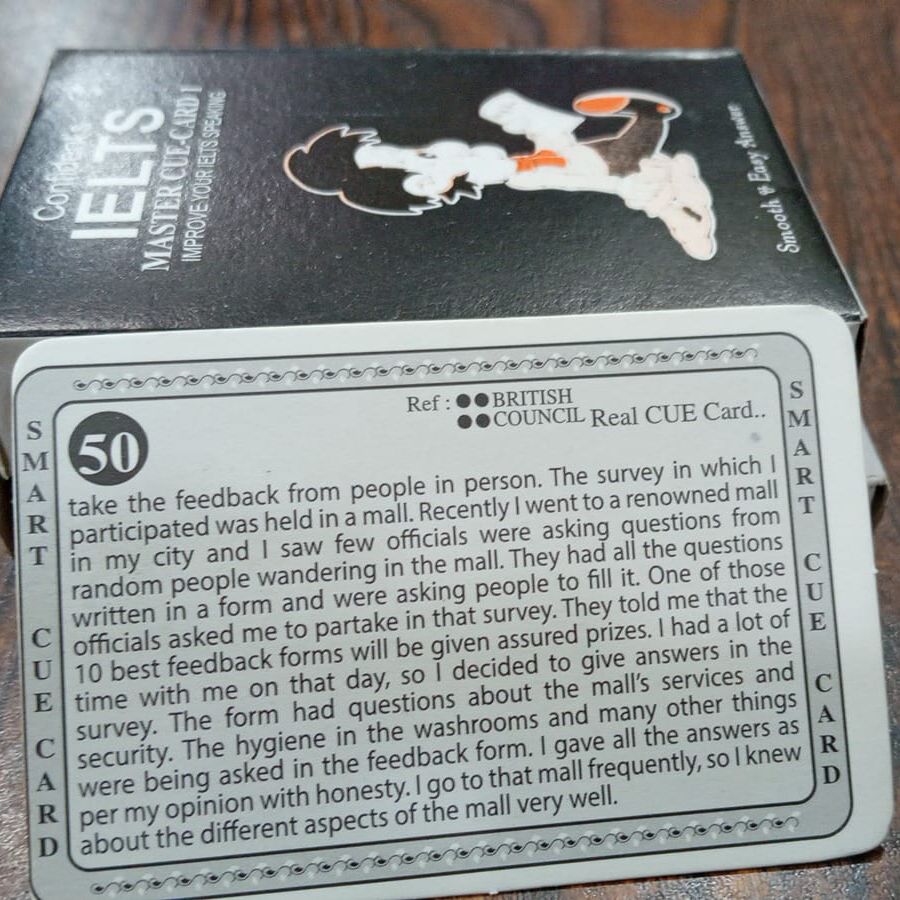 Confident's
IELTS
MASTER CUE-CARD 1
IMPROVE YOUR IELTS SPEAKING
Smooth & Easy Answer
SMART CUE CARD
50
Ref : BRITISH
COUNCIL Real CUE Card..
take the feedback from people in person. The survey in which I
participated was held in a mall. Recently I went to a renowned mall
in my city and I saw few officials were asking questions from
random people wandering in the mall. They had all the questions
written in a form and were asking people to fill it. One of those
officials asked me to partake in that survey. They told me that the
10 best feedback forms will be given assured prizes. I had a lot of
time with me on that day, so I decided to give answers in the
survey. The form had questions about the mall's services and
security. The hygiene in the washrooms and many other things
were being asked in the feedback form. I gave all the answers as
per my opinion with honesty. I go to that mall frequently, so I knew
about the different aspects of the mall very well.
SMART CUE CARD